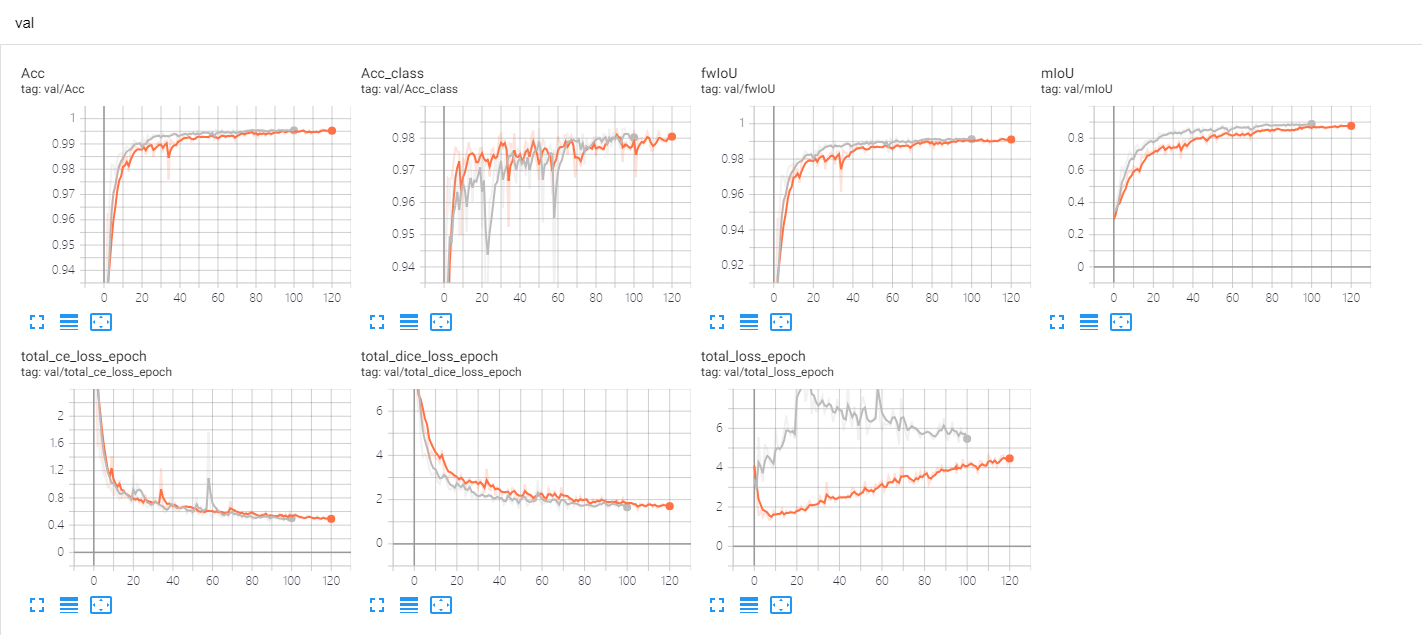 val
Acc
tag: val/Acc
1
0.99
0.98
0.97
0.96
0.95
0.94
0 20 40 60 80 100 120
Acc_class
tag: val/Acc_class
0.98
0.97
0.96
0.95
0.94
0 20 40 60 80 100 120
fwIoU
tag: val/fwIoU
1
0.98
0.96
0.94
0.92
0 20 40 60 80 100 120
mIoU
tag: val/mIoU
0.8
0.6
0.4
0.2
0
0 20 40 60 80 100 120
total_ce_loss_epoch
tag: val/total_ce_loss_epoch
2
1.6
1.2
0.8
0.4
0
0 20 40 60 80 100 120
total_dice_loss_epoch
tag: val/total_dice_loss_epoch
6
4
2
0
0 20 40 60 80 100 120
total_loss_epoch
tag: val/total_loss_epoch
6
4
2
0
0 20 40 60 80 100 120